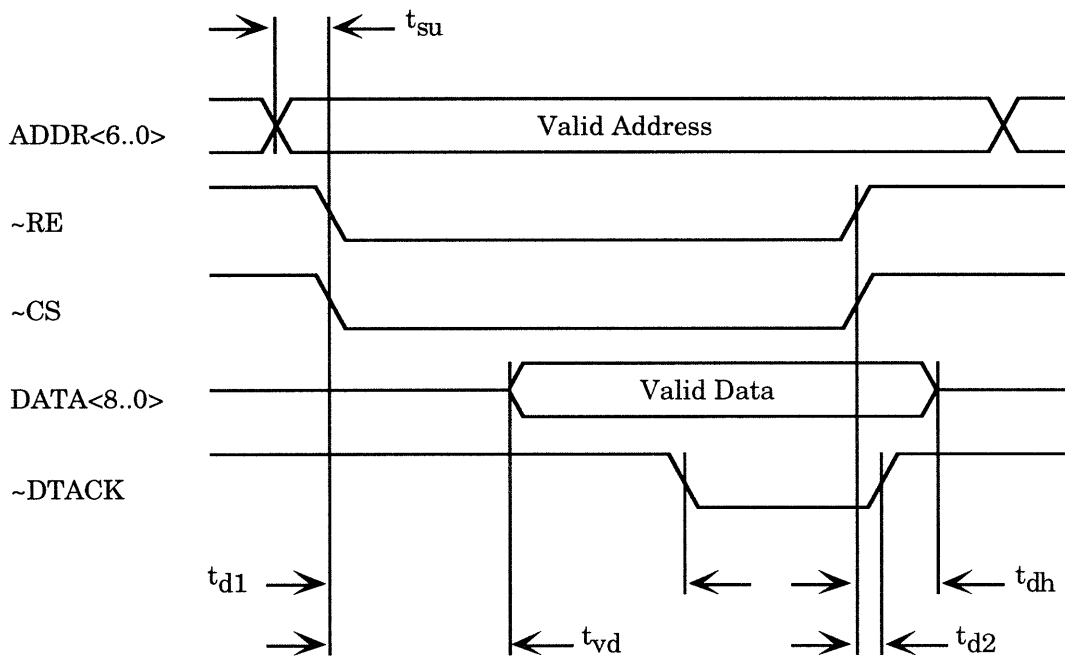 t_su
ADDR<6..0>
Valid Address
~RE
~CS
DATA<8..0>
Valid Data
~DTACK
t_d1
t_dh
t_vd
t_d2